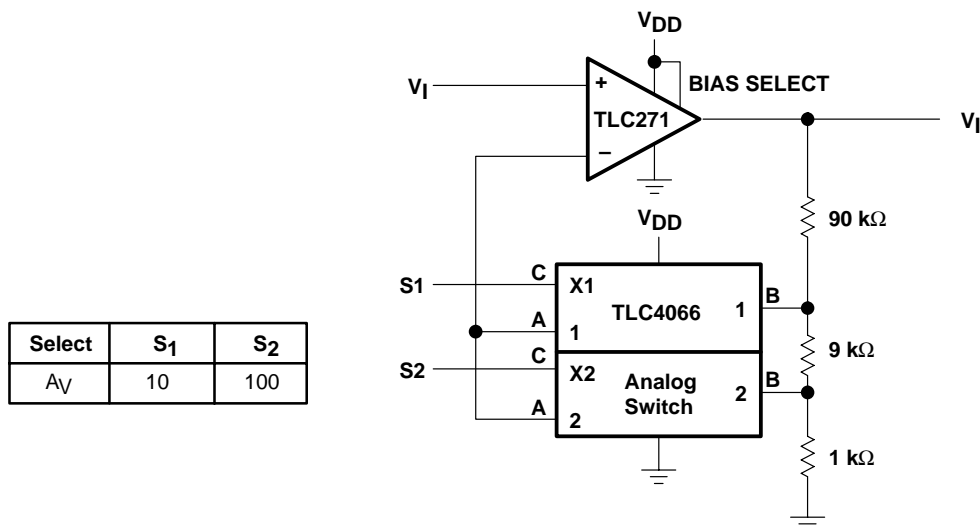 VDD
VI
+
BIAS SELECT
TLC271
−
VI
90 kΩ
VDD
S1
C
X1
TLC4066
1
B
A
1
9 kΩ
S2
C
X2
Analog
Switch
2
B
A
2
1 kΩ
Select S1 S2
AV 10 100